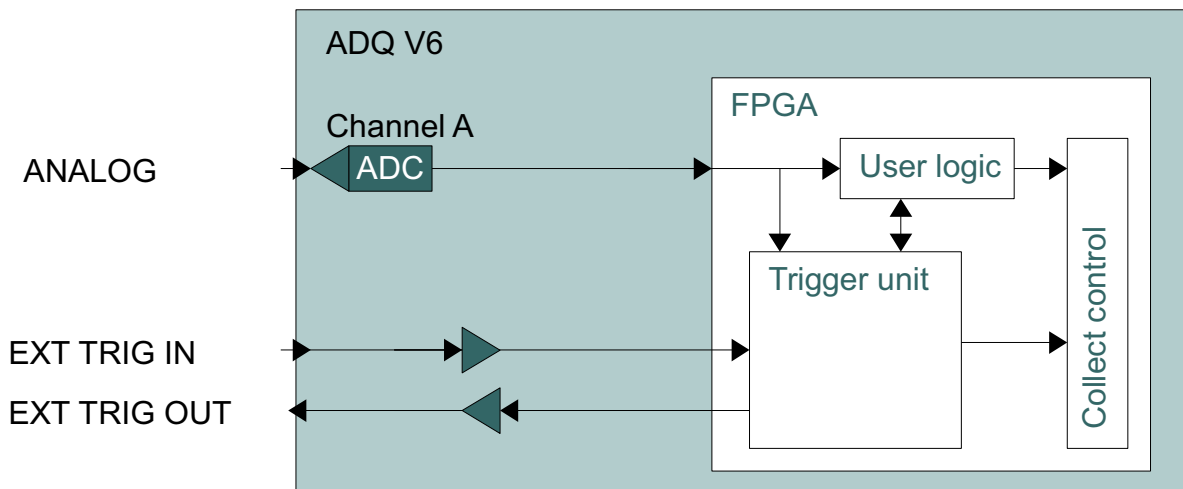 ADQ V6
FPGA
Channel A
ANALOG
ADC
User logic
Trigger unit
Collect control
EXT TRIG IN
EXT TRIG OUT